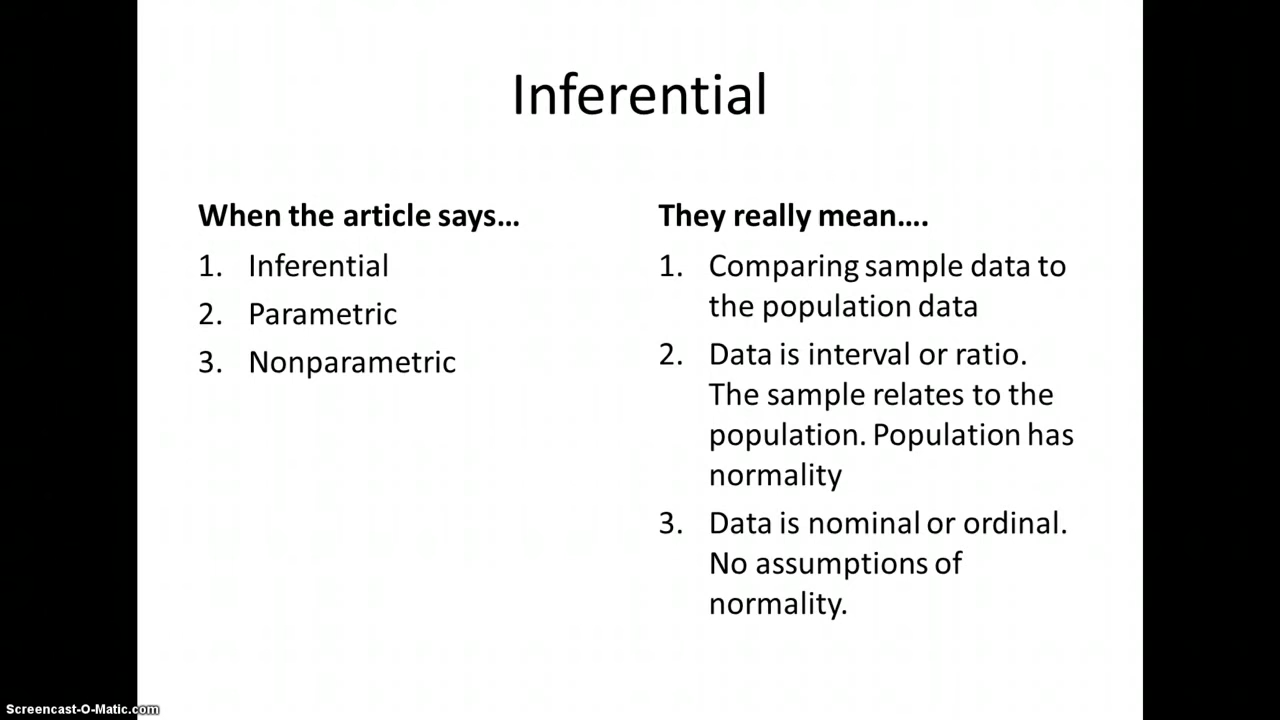 Inferential
When the article says...
1. Inferential
2. Parametric
3. Nonparametric
They really mean....
1. Comparing sample data to
the population data
2. Data is interval or ratio.
The sample relates to the
population. Population has
normality
3. Data is nominal or ordinal.
No assumptions of
normality.
Screencast-O-Matic.com